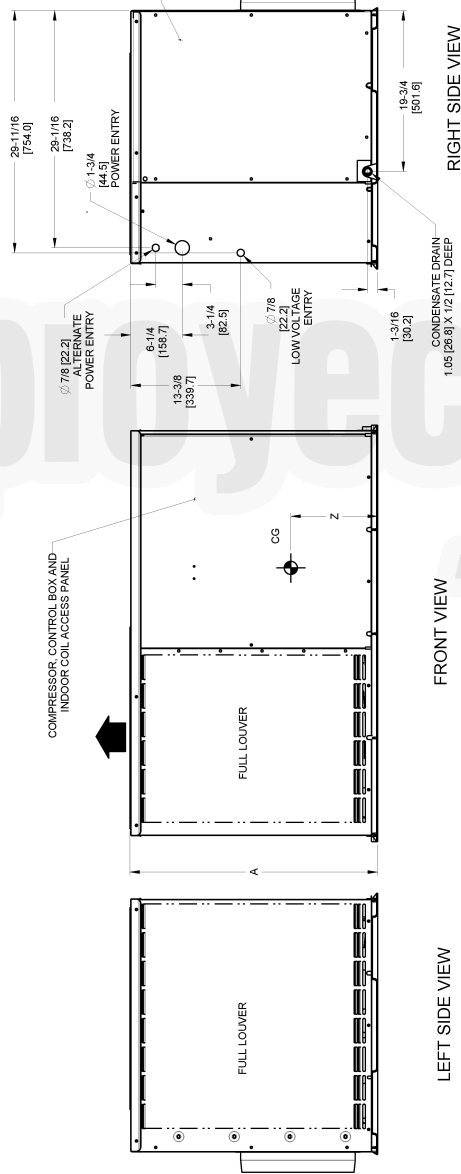 29-11/16
[754.0]
29-1/16
[738.2]
∅ 1-3/4
[44.5]
POWER ENTRY
∅ 7/8 [22.2]
ALTERNATE
POWER ENTRY
6-1/4
[158.7]
3-1/4
[82.5]
13-3/8
[339.7]
∅ 7/8
[22.2]
LOW VOLTAGE
ENTRY
19-3/4
[501.6]
1-3/16
[30.2]
CONDENSATE DRAIN
1.05 [26.8] X 1/2 [12.7] DEEP
RIGHT SIDE VIEW
COMPRESSOR, CONTROL BOX AND
INDOOR COIL ACCESS PANEL
CG
Z
FULL LOUVER
A
FRONT VIEW
FULL LOUVER
LEFT SIDE VIEW
proyec